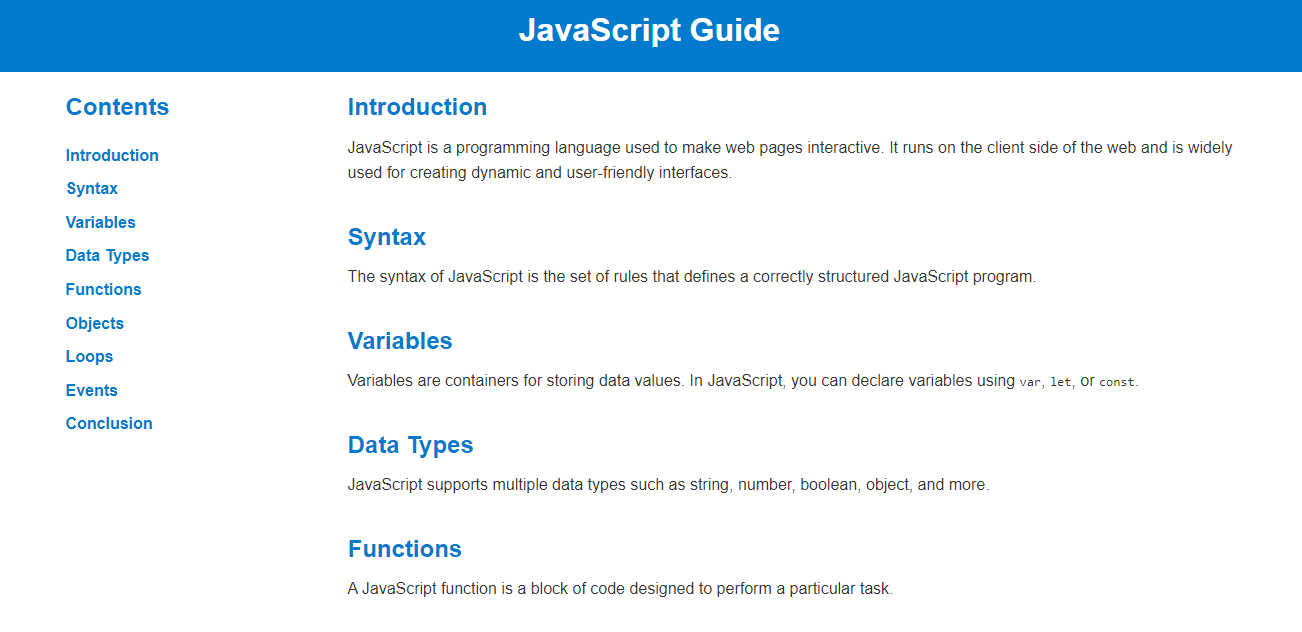 JavaScript Guide
Contents
Introduction
Syntax
Variables
Data Types
Functions
Objects
Loops
Events
Conclusion
Introduction
JavaScript is a programming language used to make web pages interactive. It runs on the client side of the web and is widely
used for creating dynamic and user-friendly interfaces.
Syntax
The syntax of JavaScript is the set of rules that defines a correctly structured JavaScript program.
Variables
Variables are containers for storing data values. In JavaScript, you can declare variables using var, let, or const.
Data Types
JavaScript supports multiple data types such as string, number, boolean, object, and more.
Functions
A JavaScript function is a block of code designed to perform a particular task.